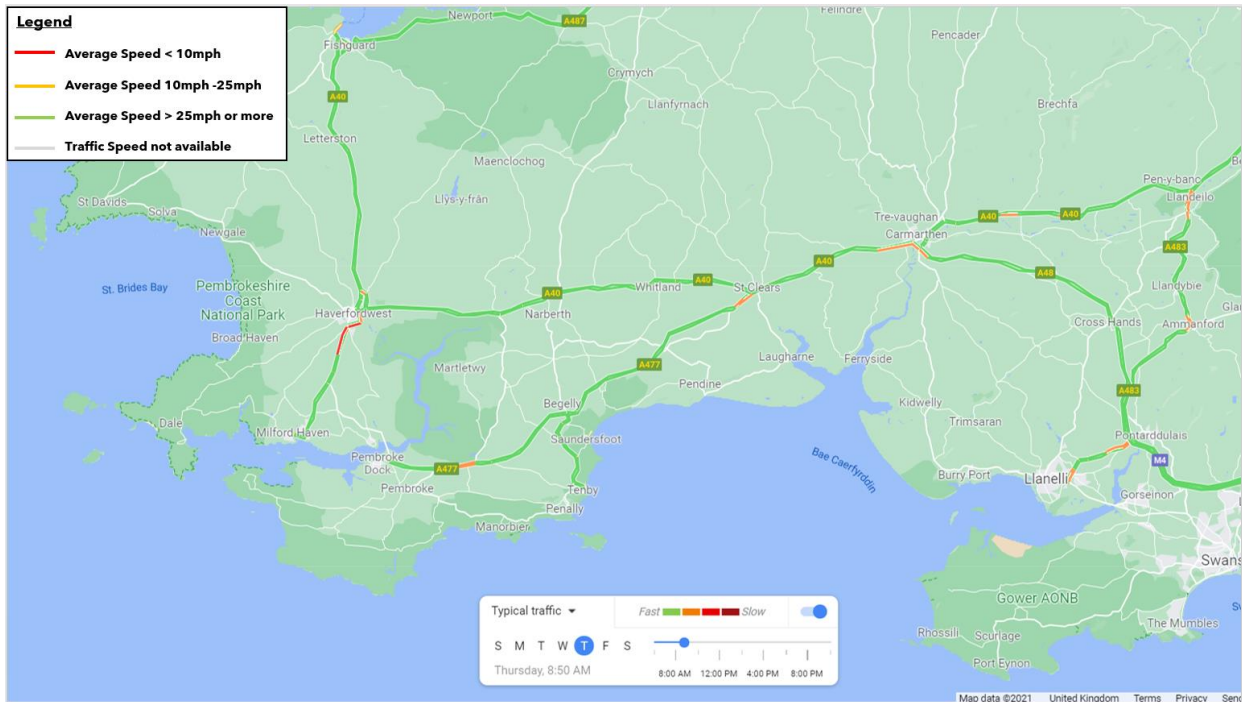 Legend
Average Speed < 10mph
Average Speed 10mph -25mph
Average Speed > 25mph or more
Traffic Speed not available
Newport
A487
Felindre
Fishguard
Pencader
Crymych
A40
Llanfyrnach
Brechfa
Letterston
Maenclochog
Pen-y-banc
Llandeilo
St Davids
Solva
Llys-y-frân
Tre-vaughan
A40
A40
Newgale
Carmarthen
A483
A40
A48
St. Brides Bay
Pembrokeshire
Coast
National Park
A40
A40
Whitland
St Clears
Llandybie
Haverfordwest
Narberth
Cross Hands
Ammanford
Broad Haven
Martletwy
A477
Laugharne
Ferryside
Pendine
A483
Begelly
Kidwelly
Dale
Milford Haven
Saundersfoot
Trimsaran
Pontarddulais
Pembroke
Dock
A477
Bae Caerfyrddin
M4
Pembroke
Tenby
Burry Port
Llanelli
Gorseinon
Penally
Manorbier
Swans
Gower AONB
Typical traffic
Fast
Slow
S M T W T F S
Thursday, 8:50 AM
8:00 AM 12:00 PM 4:00 PM 8:00 PM
Rhossili
Scurlage
The Mumbles
Port Eynon
Map data ©2021 United Kingdom Terms Privacy Send